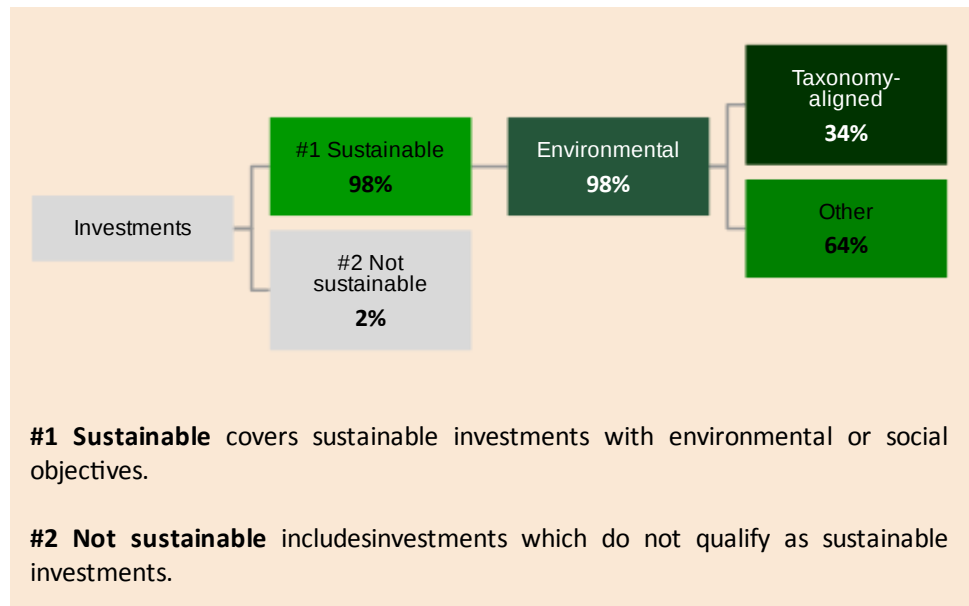 Taxonomy-
aligned
34%
#1 Sustainable
98%
Environmental
98%
Other
64%
Investments
#2 Not
sustainable
2%
#1 Sustainable covers sustainable investments with environmental or social
objectives.
#2 Not sustainable includesinvestments which do not qualify as sustainable
investments.